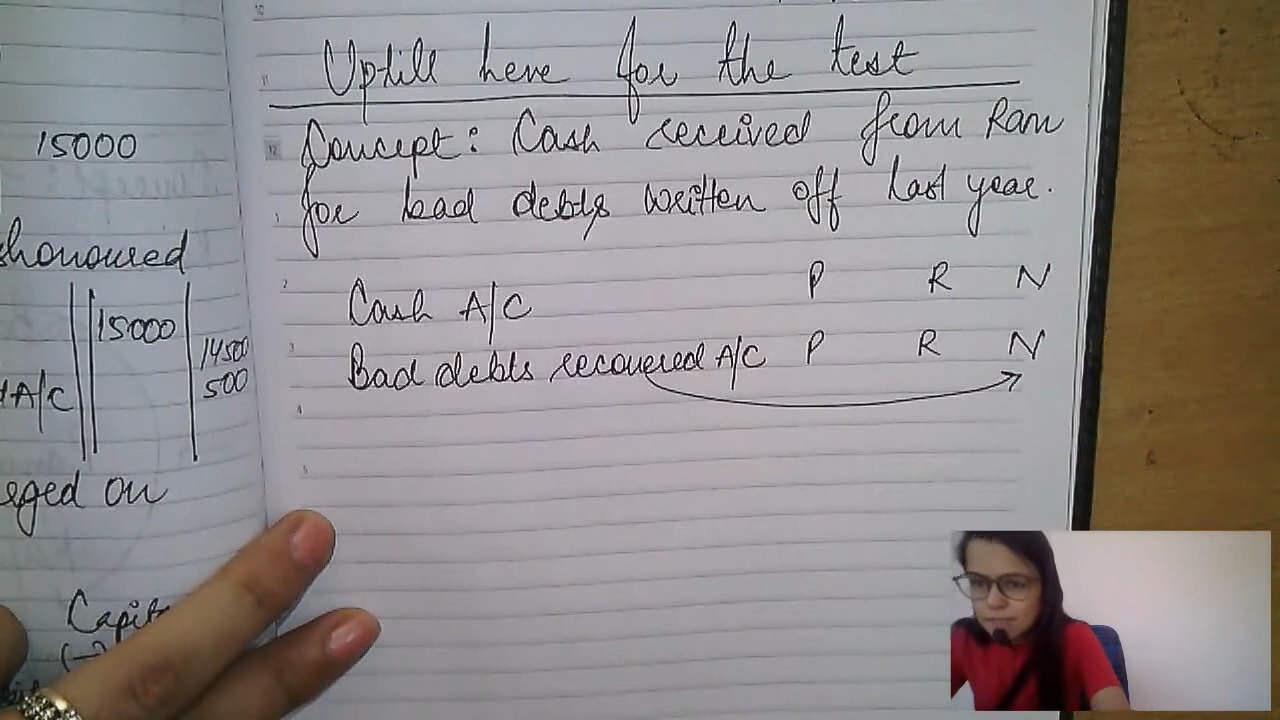 15000
honoured
15000
14500
500
A/C
eged on
Capit
(-)
Uptill here for the test
Concept: Cash received from Ram
for bad debts written off last year.
Cash A/C P R N
Bad debts recovered A/C P R N